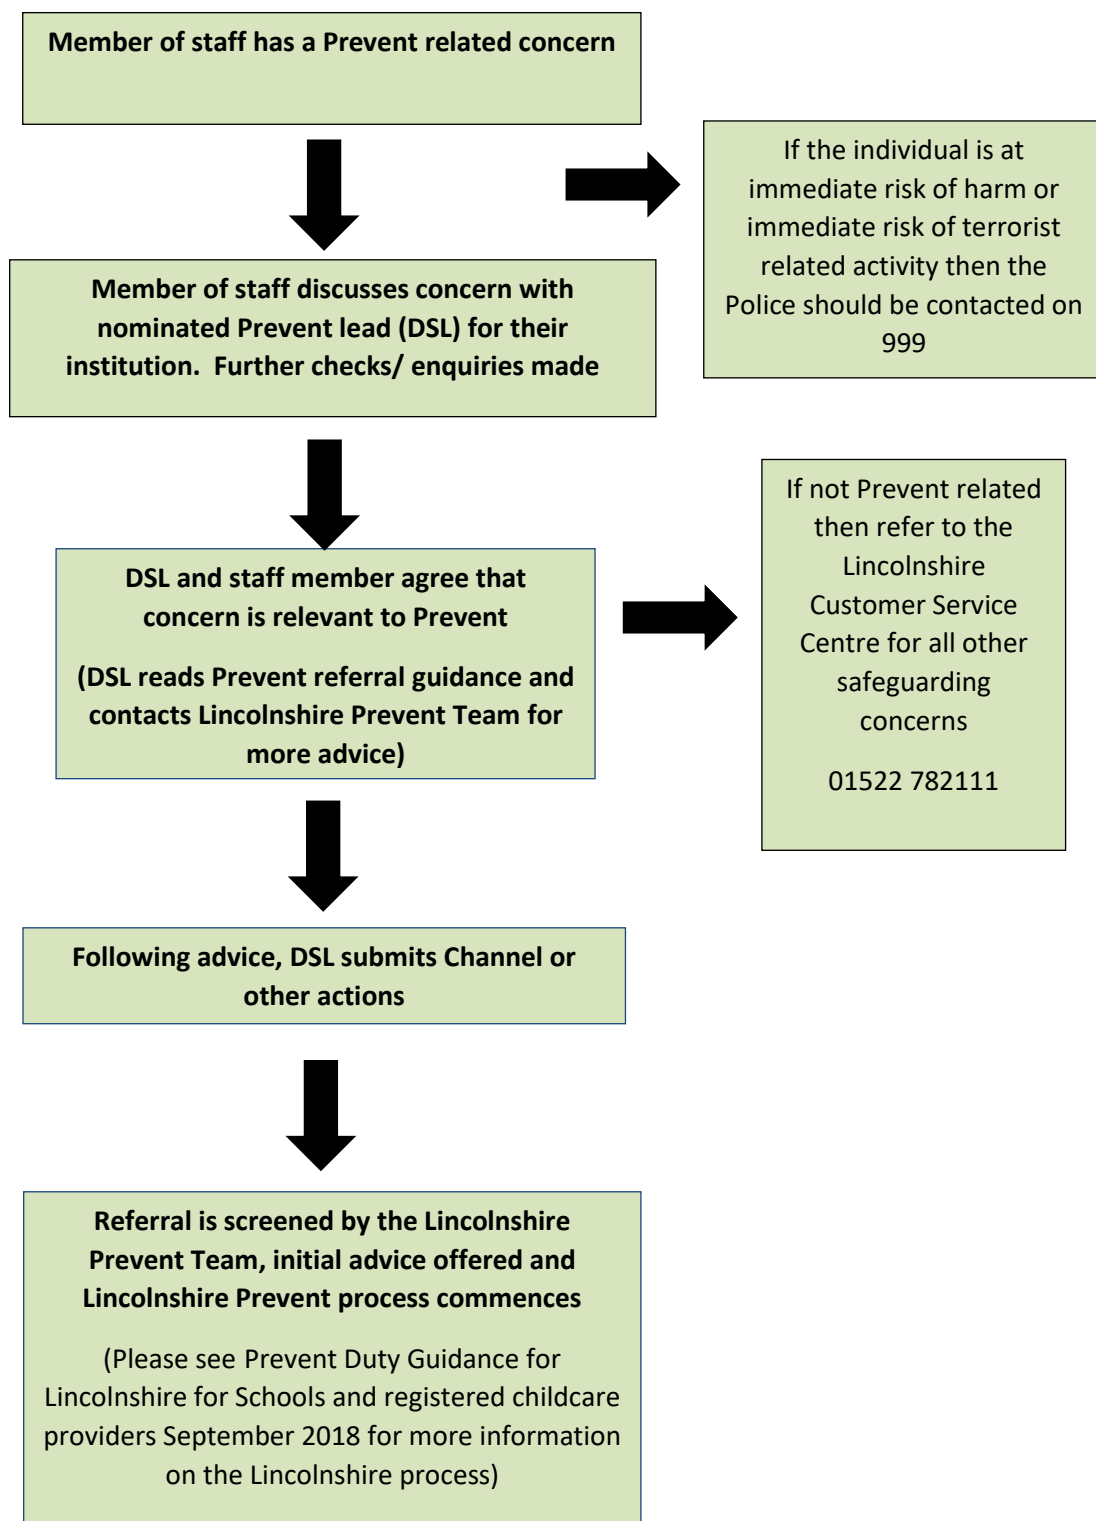 Member of staff has a Prevent related concern
If the individual is at
immediate risk of harm or
immediate risk of terrorist
related activity then the
Police should be contacted on
999
Member of staff discusses concern with
nominated Prevent lead (DSL) for their
institution.  Further checks/ enquiries made
If not Prevent related
then refer to the
Lincolnshire
Customer Service
Centre for all other
safeguarding
concerns
01522 782111
DSL and staff member agree that
concern is relevant to Prevent
(DSL reads Prevent referral guidance and
contacts Lincolnshire Prevent Team for
more advice)
Following advice, DSL submits Channel or
other actions
Referral is screened by the Lincolnshire
Prevent Team, initial advice offered and
Lincolnshire Prevent process commences
(Please see Prevent Duty Guidance for
Lincolnshire for Schools and registered childcare
providers September 2018 for more information
on the Lincolnshire process)